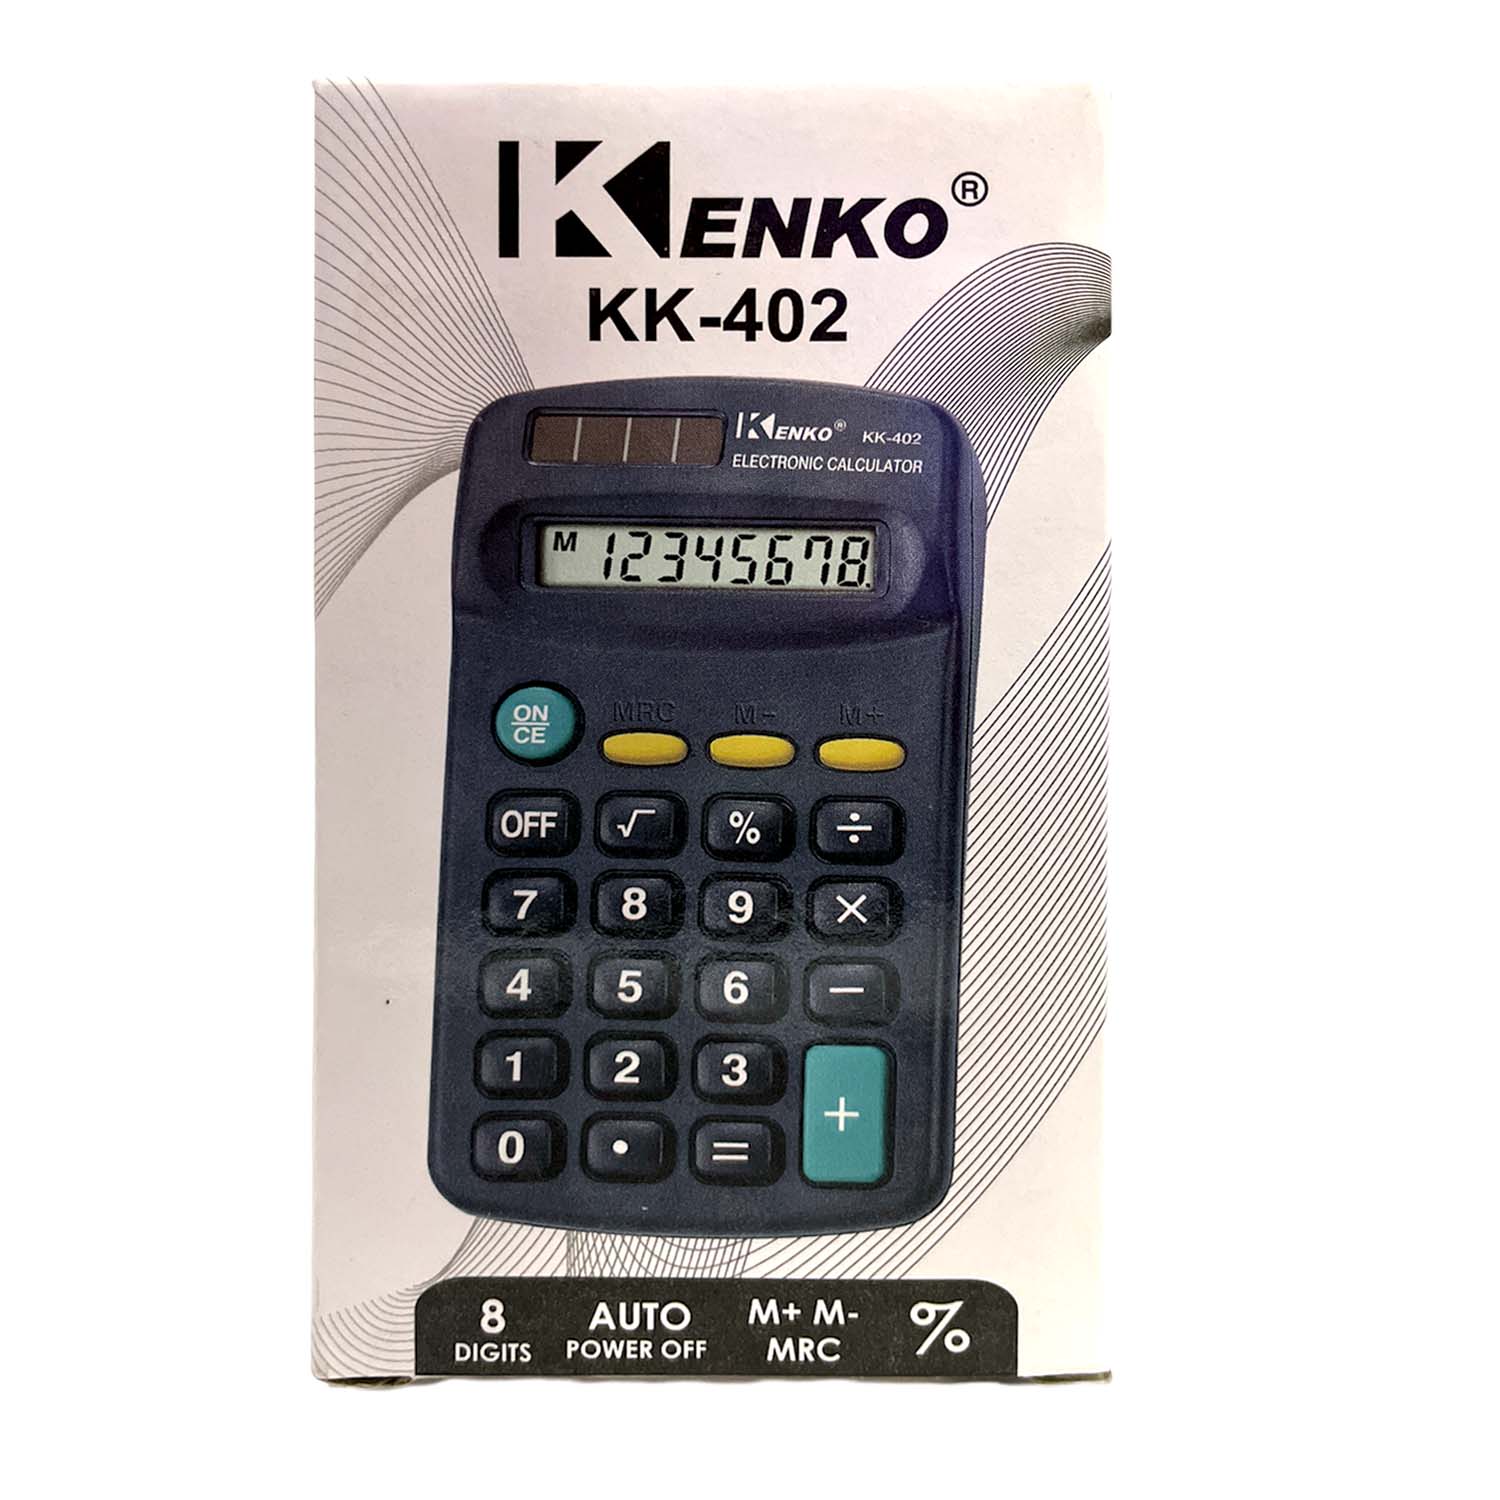 KENKO®
KK-402
KENKO® KK-402
ELECTRONIC CALCULATOR
M 12345678.
ON
CE
MRC M- M+
OFF √ % ÷
7 8 9 ×
4 5 6 −
1 2 3
+
0 • =
8 AUTO M+ M- %
DIGITS POWER OFF MRC